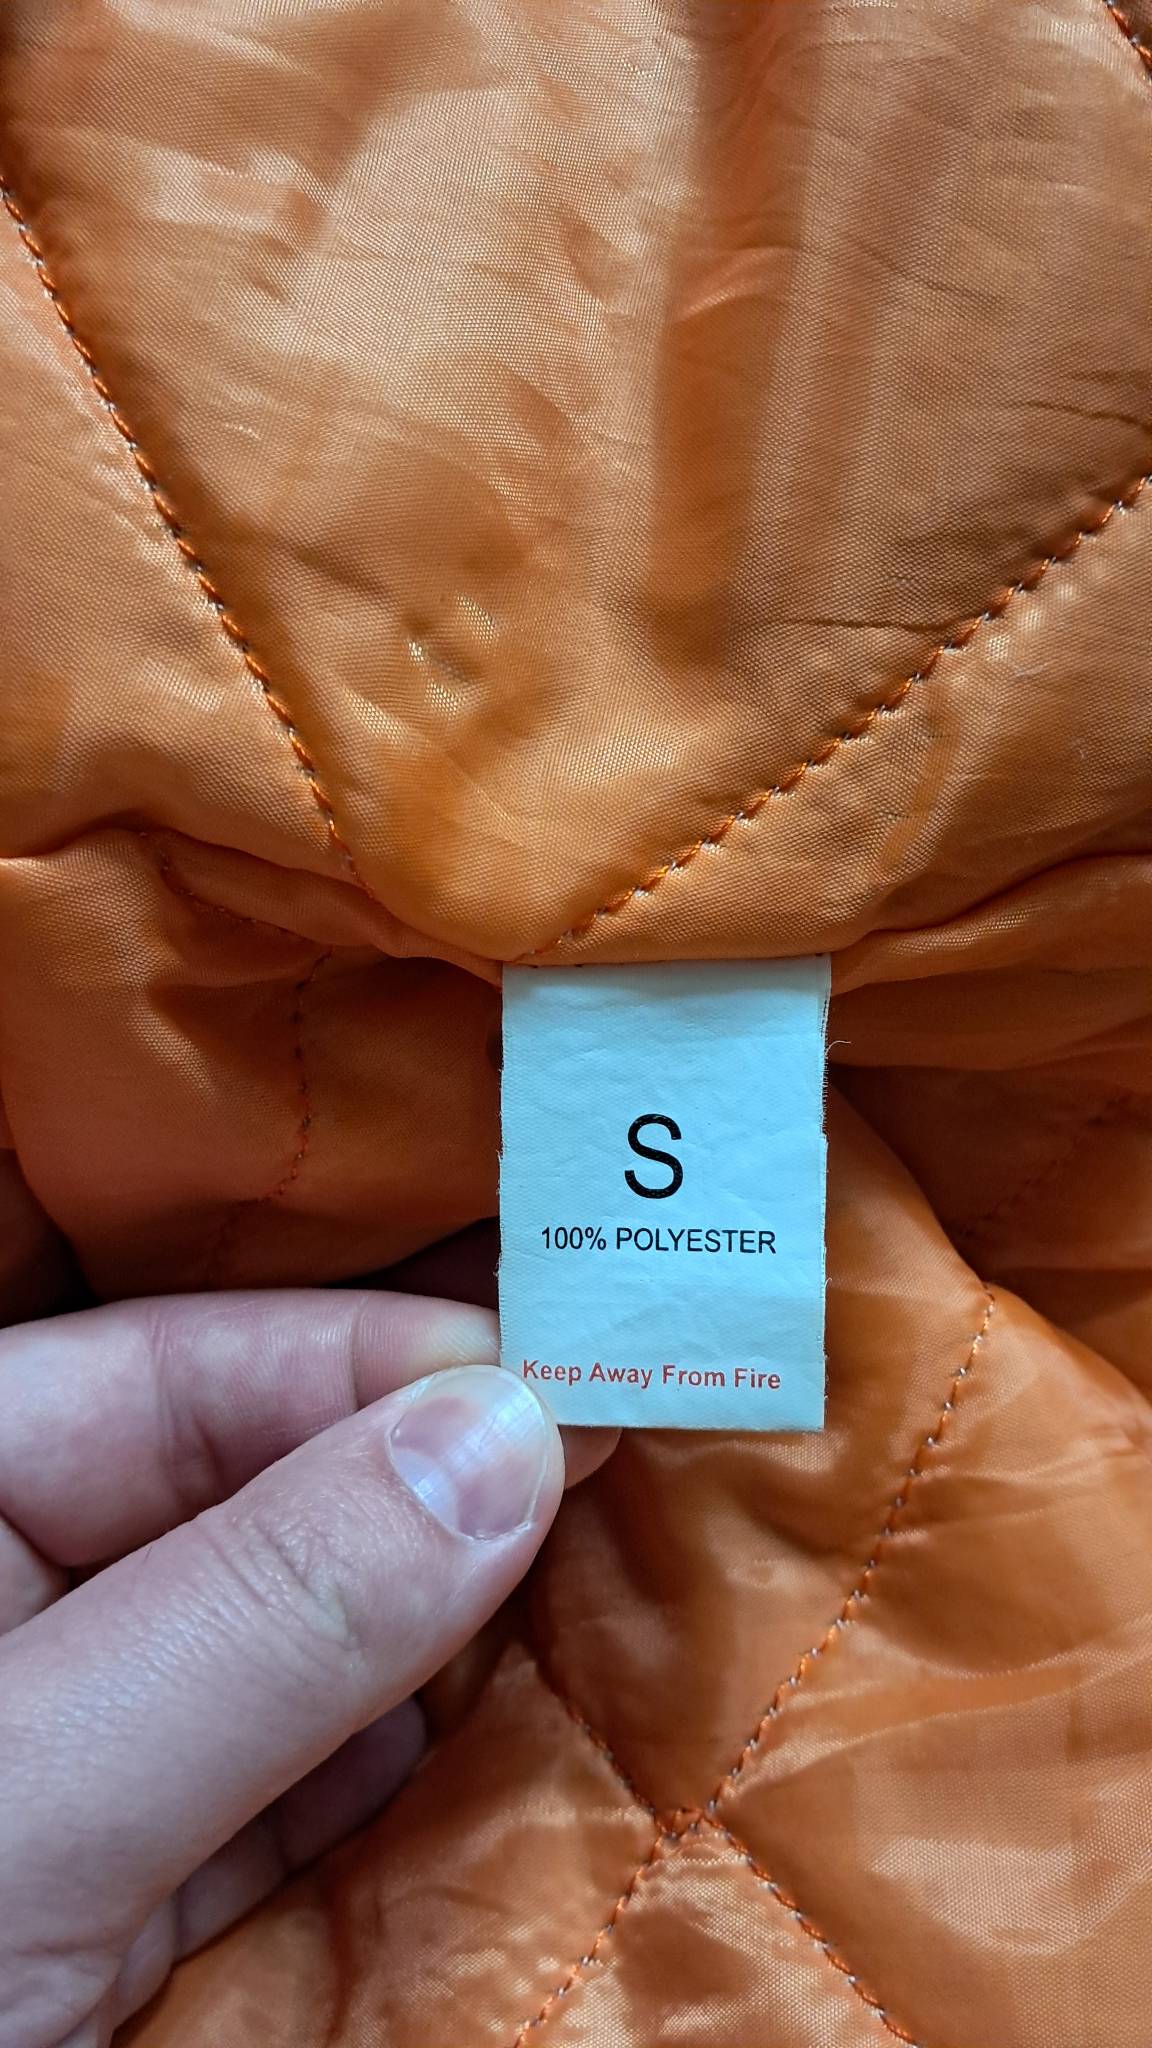 S
100% POLYESTER
Keep Away From Fire